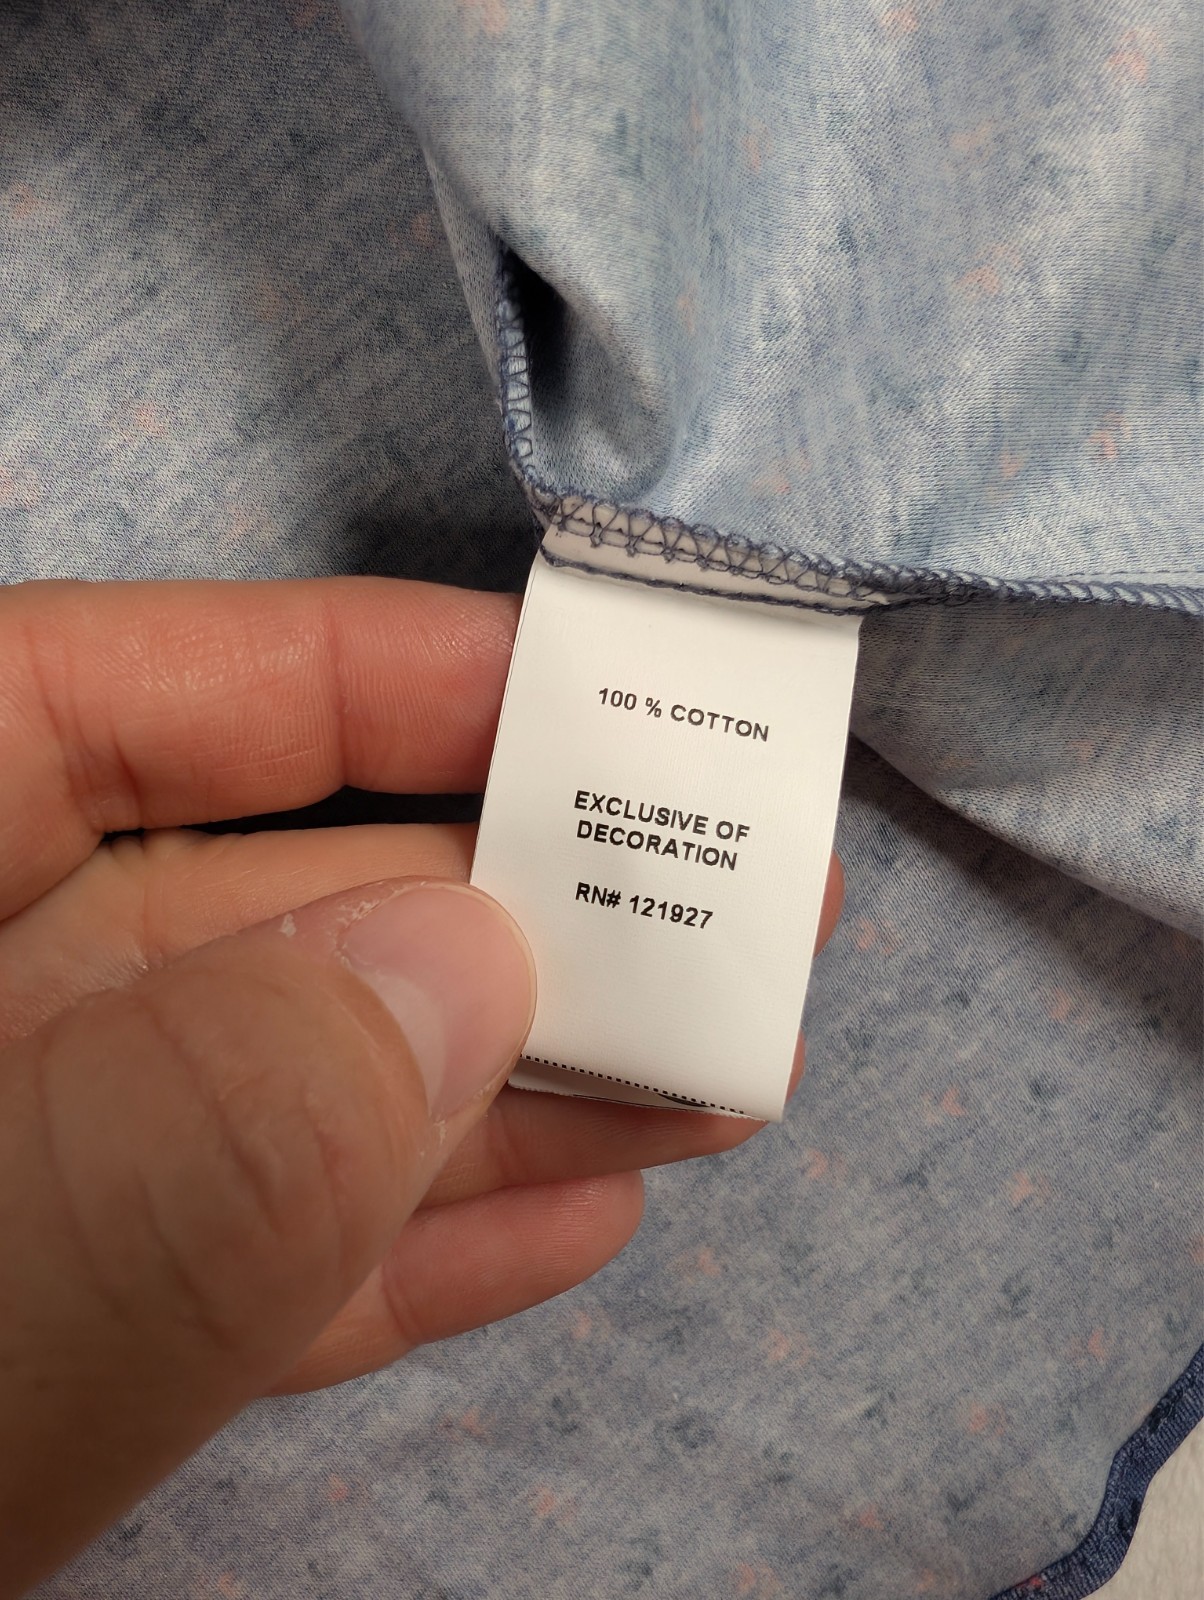 100 % COTTON
EXCLUSIVE OF
DECORATION
RN# 121927